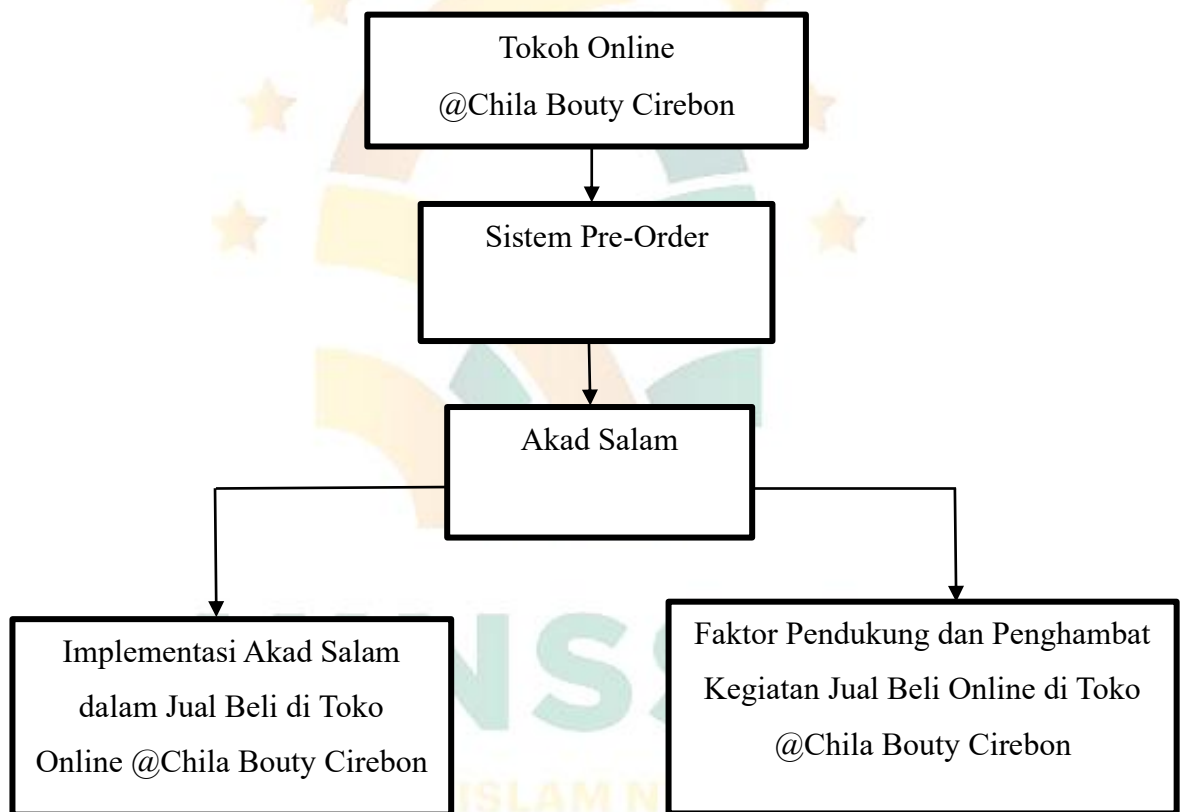 Tokoh Online
@Chila Bouty Cirebon
Sistem Pre-Order
Akad Salam
Implementasi Akad Salam
dalam Jual Beli di Toko
Online @Chila Bouty Cirebon
Faktor Pendukung dan Penghambat
Kegiatan Jual Beli Online di Toko
@Chila Bouty Cirebon
ISLAM N